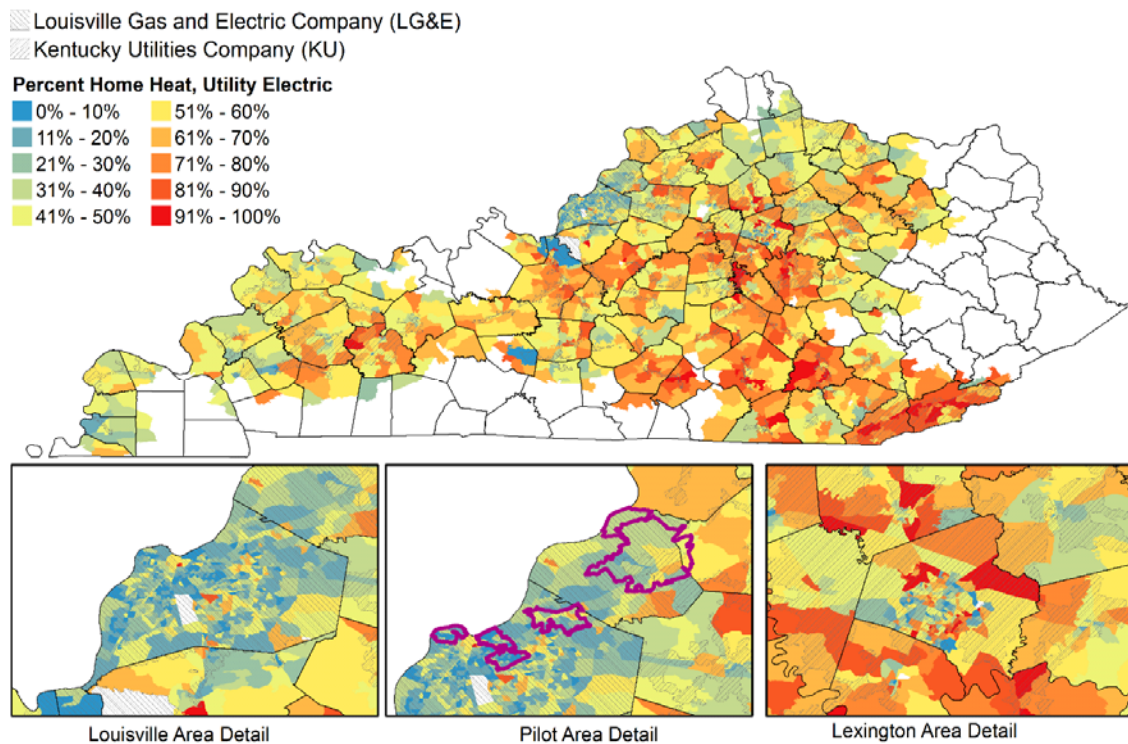 Louisville Gas and Electric Company (LG&E)
Kentucky Utilities Company (KU)
Percent Home Heat, Utility Electric
0% - 10% 51% - 60%
11% - 20% 61% - 70%
21% - 30% 71% - 80%
31% - 40% 81% - 90%
41% - 50% 91% - 100%
Louisville Area Detail Pilot Area Detail Lexington Area Detail